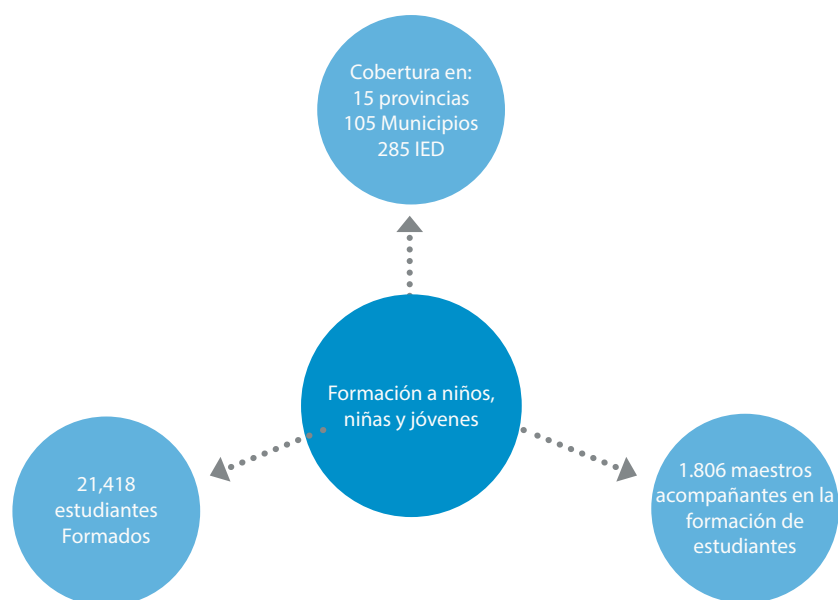 Cobertura en:
15 provincias
105 Municipios
285 IED
Formación a niños,
niñas y jóvenes
21,418
estudiantes
Formados
1.806 maestros
acompañantes en la
formación de
estudiantes